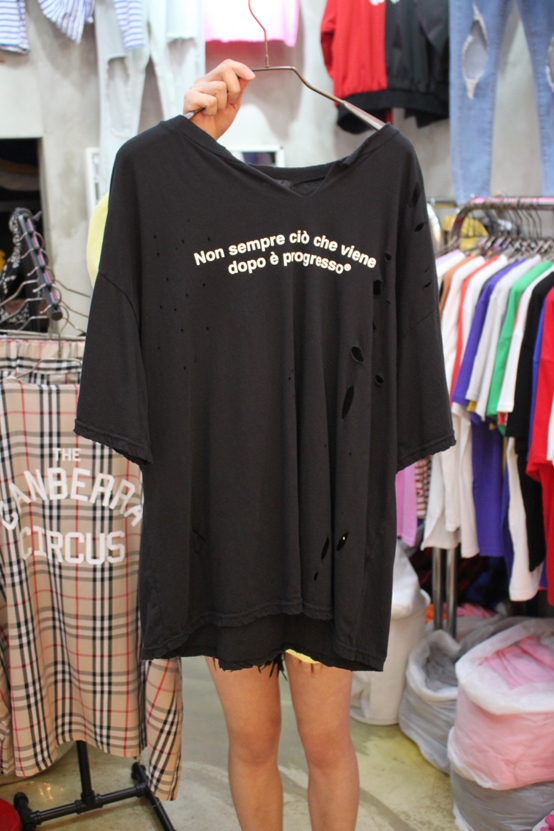 Non sempre ciò che viene
dopo è progresso®
THE
CANBERRA
CIRCUS